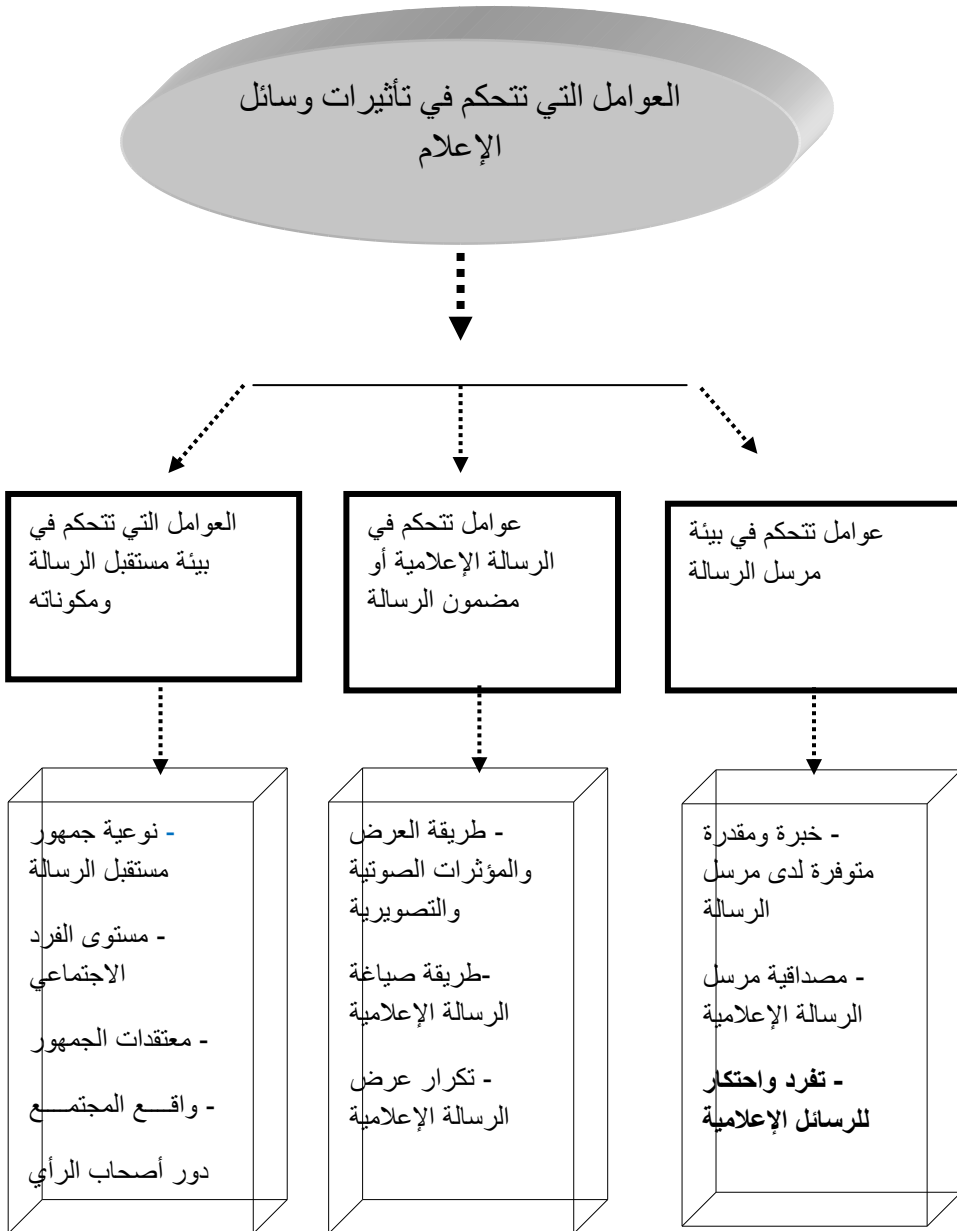 العوامل التي تتحكم في تأثيرات وسائل
الإعلام
عوامل تتحكم في بيئة
مرسل الرسالة
عوامل تتحكم في
الرسالة الإعلامية أو
مضمون الرسالة
العوامل التي تتحكم في
بيئة مستقبل الرسالة
ومكوناته
- خبرة ومقدرة
متوفرة لدى مرسل
الرسالة
- مصداقية مرسل
الرسالة الإعلامية
- تفرد واحتكار
للرسائل الإعلامية
- طريقة العرض
والمؤثرات الصوتية
والتصويرية
-طريقة صياغة
الرسالة الإعلامية
- تكرار عرض
الرسالة الإعلامية
- نوعية جمهور
مستقبل الرسالة
- مستوى الفرد
الاجتماعي
- معتقدات الجمهور
- واقـــع المجتمـــع
دور أصحاب الرأي